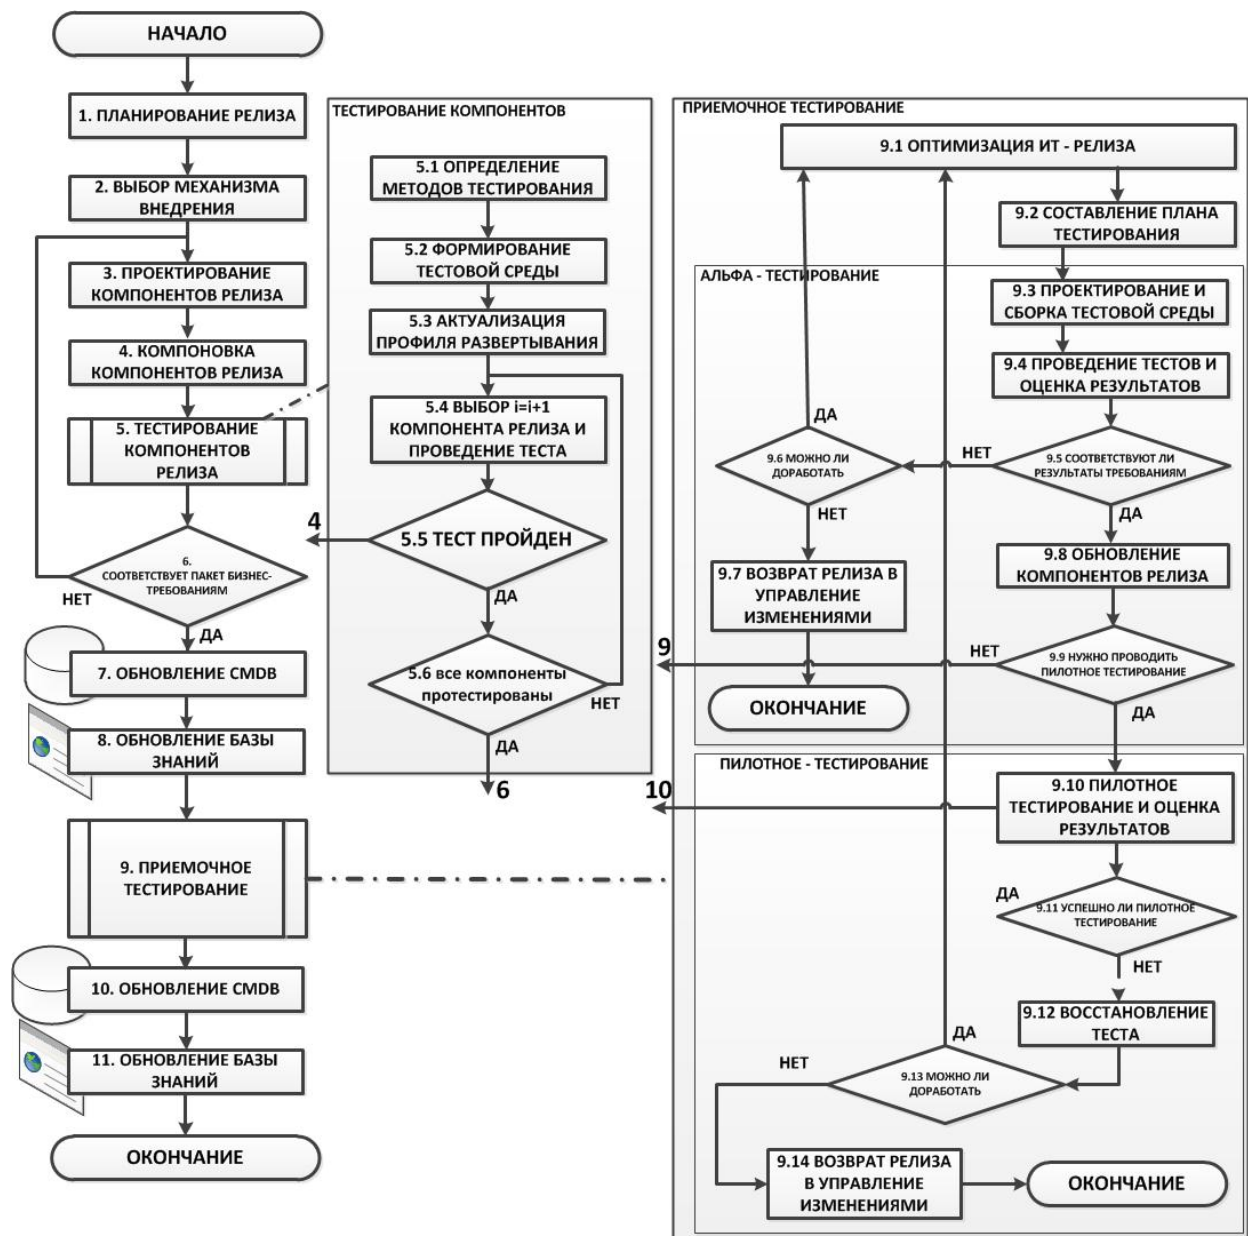 НАЧАЛО
1. ПЛАНИРОВАНИЕ РЕЛИЗА
2. ВЫБОР МЕХАНИЗМА
ВНЕДРЕНИЯ
3. ПРОЕКТИРОВАНИЕ
КОМПОНЕНТОВ РЕЛИЗА
4. КОМПОНОВКА
КОМПОНЕНТОВ РЕЛИЗА
5. ТЕСТИРОВАНИЕ
КОМПОНЕНТОВ
РЕЛИЗА
6.
СООТВЕТСТВУЕТ ПАКЕТ БИЗНЕС-
ТРЕБОВАНИЯМ
НЕТ
ДА
7. ОБНОВЛЕНИЕ CMDB
8. ОБНОВЛЕНИЕ БАЗЫ
ЗНАНИЙ
9. ПРИЕМОЧНОЕ
ТЕСТИРОВАНИЕ
10. ОБНОВЛЕНИЕ CMDB
11. ОБНОВЛЕНИЕ БАЗЫ
ЗНАНИЙ
ОКОНЧАНИЕ
ТЕСТИРОВАНИЕ КОМПОНЕНТОВ
5.1 ОПРЕДЕЛЕНИЕ
МЕТОДОВ ТЕСТИРОВАНИЯ
5.2 ФОРМИРОВАНИЕ
ТЕСТОВОЙ СРЕДЫ
5.3 АКТУАЛИЗАЦИЯ
ПРОФИЛЯ РАЗВЕРТЫВАНИЯ
5.4 ВЫБОР i=i+1
КОМПОНЕНТА РЕЛИЗА И
ПРОВЕДЕНИЕ ТЕСТА
4
5.5 ТЕСТ ПРОЙДЕН
ДА
5.6 все компоненты
протестированы
НЕТ
ДА
6
ПРИЕМОЧНОЕ ТЕСТИРОВАНИЕ
9.1 ОПТИМИЗАЦИЯ ИТ - РЕЛИЗА
9.2 СОСТАВЛЕНИЕ ПЛАНА
ТЕСТИРОВАНИЯ
АЛЬФА - ТЕСТИРОВАНИЕ
9.3 ПРОЕКТИРОВАНИЕ И
СБОРКА ТЕСТОВОЙ СРЕДЫ
9.4 ПРОВЕДЕНИЕ ТЕСТОВ И
ОЦЕНКА РЕЗУЛЬТАТОВ
9.5 СООТВЕТСТВУЮТ ЛИ
РЕЗУЛЬТАТЫ ТРЕБОВАНИЯМ
НЕТ
ДА
9.6 МОЖНО ЛИ
ДОРАБОТАТЬ
ДА
НЕТ
9.7 ВОЗВРАТ РЕЛИЗА В
УПРАВЛЕНИЕ
ИЗМЕНЕНИЯМИ
ОКОНЧАНИЕ
9.8 ОБНОВЛЕНИЕ
КОМПОНЕНТОВ РЕЛИЗА
9.9 НУЖНО ПРОВОДИТЬ
ПИЛОТНОЕ ТЕСТИРОВАНИЕ
НЕТ
9
ДА
ПИЛОТНОЕ - ТЕСТИРОВАНИЕ
9.10 ПИЛОТНОЕ
ТЕСТИРОВАНИЕ И ОЦЕНКА
РЕЗУЛЬТАТОВ
10
ДА
9.11 УСПЕШНО ЛИ ПИЛОТНОЕ
ТЕСТИРОВАНИЕ
НЕТ
9.12 ВОССТАНОВЛЕНИЕ
ТЕСТА
ДА
НЕТ
9.13 МОЖНО ЛИ
ДОРАБОТАТЬ
9.14 ВОЗВРАТ РЕЛИЗА
В УПРАВЛЕНИЕ
ИЗМЕНЕНИЯМИ
ОКОНЧАНИЕ